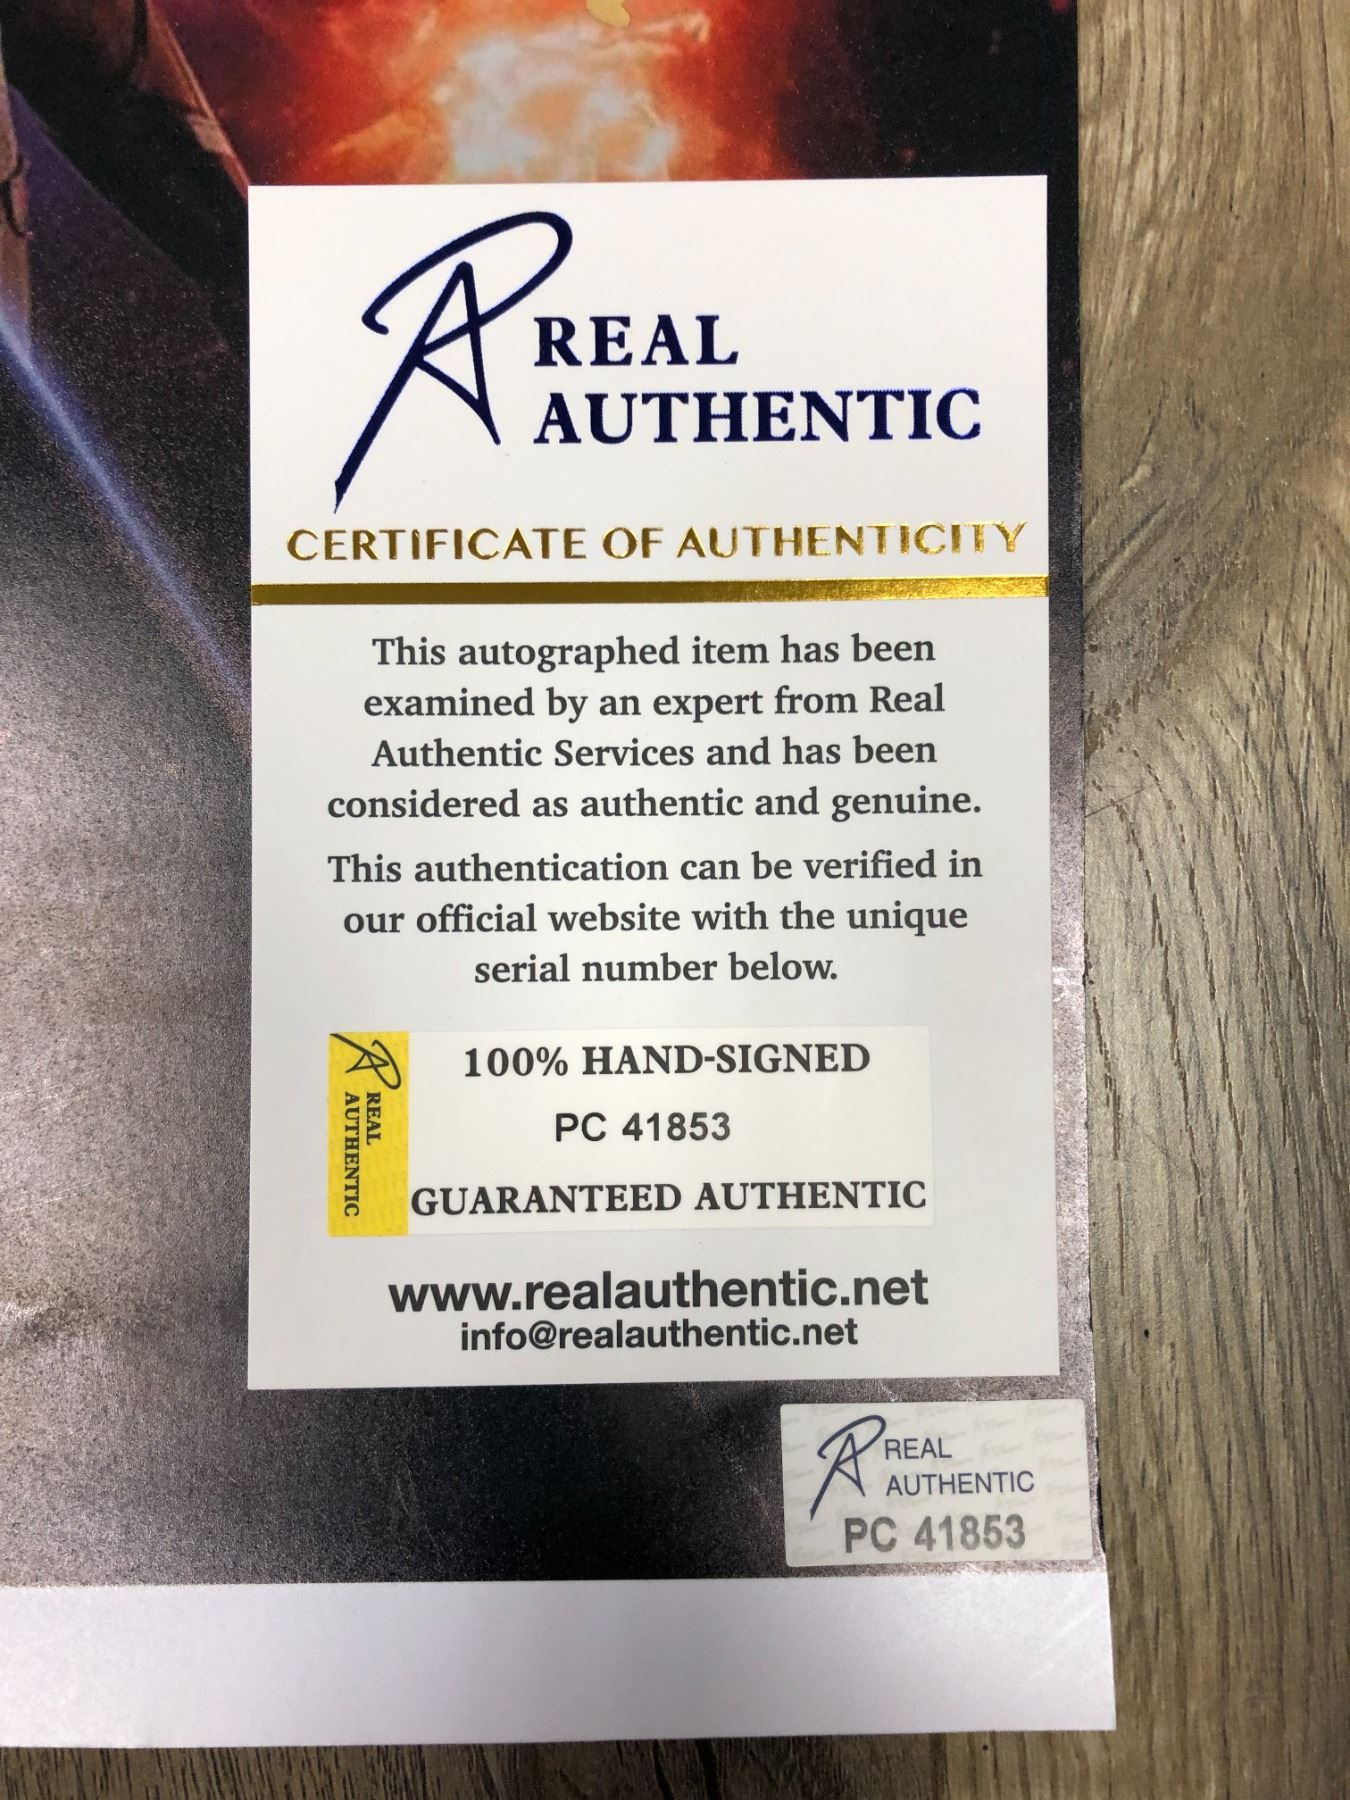 REAL
AUTHENTIC
CERTIFICATE OF AUTHENTICITY
This autographed item has been
examined by an expert from Real
Authentic Services and has been
considered as authentic and genuine.
This authentication can be verified in
our official website with the unique
serial number below.
REAL
AUTHENTIC
100% HAND-SIGNED
PC 41853
GUARANTEED AUTHENTIC
www.realauthentic.net
info@realauthentic.net
REAL
AUTHENTIC
PC 41853